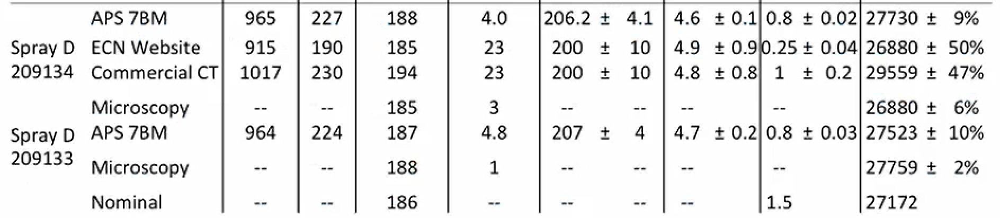 APS 7BM 965 227 188 4.0 206.2 ± 4.1 4.6 ± 0.1 0.8 ± 0.02 27730 ± 9%
Spray D ECN Website 915 190 185 23 200 ± 10 4.9 ± 0.9 0.25 ± 0.04 26880 ± 50%
209134 Commercial CT 1017 230 194 23 200 ± 10 4.8 ± 0.8 1 ± 0.2 29559 ± 47%
Microscopy -- -- 185 3 -- -- -- -- 26880 ± 6%
Spray D APS 7BM 964 224 187 4.8 207 ± 4 4.7 ± 0.2 0.8 ± 0.03 27523 ± 10%
209133
Microscopy -- -- 188 1 -- -- -- -- 27759 ± 2%
Nominal -- -- 186 -- -- -- -- 1.5 27172